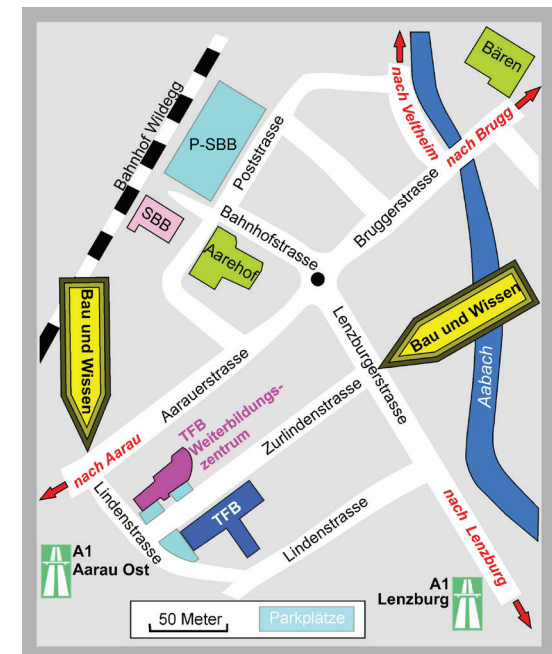 Bären
nach Veltheim
nach Brugg
Bahnhof Wildegg
P-SBB
Poststrasse
SBB
Bahnhofstrasse
Bruggerstrasse
Aarehof
Bau und Wissen
Bau und Wissen
Aarauerstrasse
Lenzburgerstrasse
Aabach
TFB
Weiterbildungs-
zentrum
Zurlindenstrasse
nach Aarau
Lindenstrasse
TFB
Lindenstrasse
nach Lenzburg
A1
Aarau Ost
A1
Lenzburg
50 Meter
Parkplätze